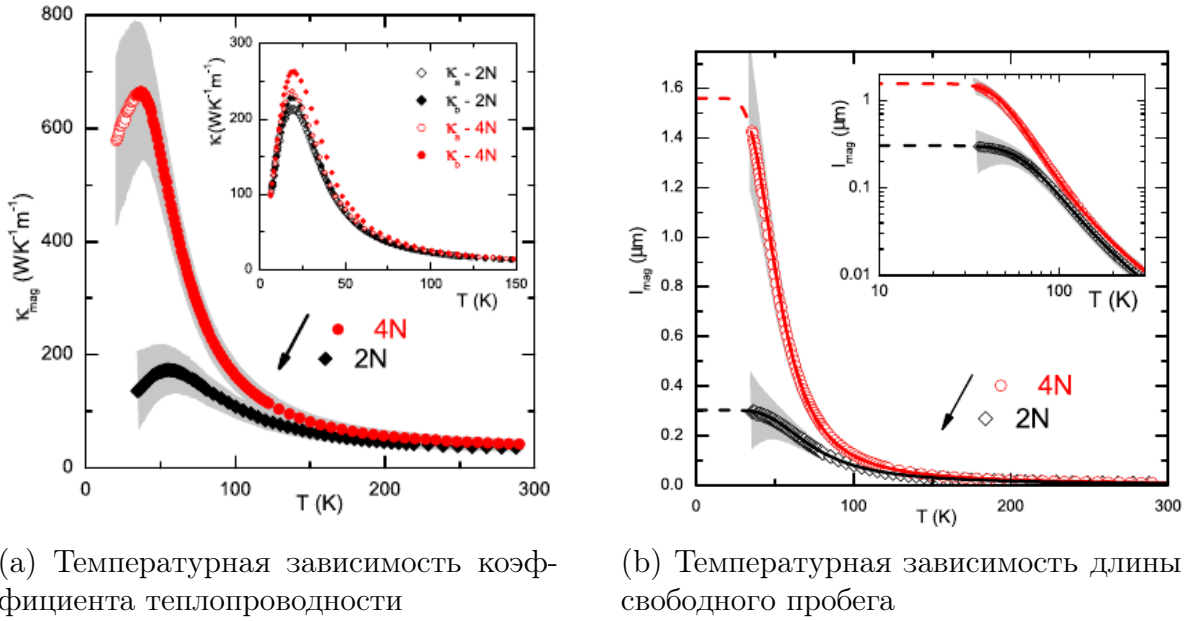 800
600
400
200
0
κmag (WK⁻¹m⁻¹)
0
100
200
300
T (K)
4N
2N
300
200
100
0
κ(WK⁻¹m⁻¹)
0
25
50
75
100
125
150
T (K)
κa - 2N
κb - 2N
κa - 4N
κb - 4N
1.6
1.4
1.2
1.0
0.8
0.6
0.4
0.2
0.0
lmag (μm)
0
100
200
300
T (K)
4N
2N
1
0.1
0.01
lmag (μm)
10
100
T (K)
(a) Температурная зависимость коэф-
фициента теплопроводности
(b) Температурная зависимость длины
свободного пробега